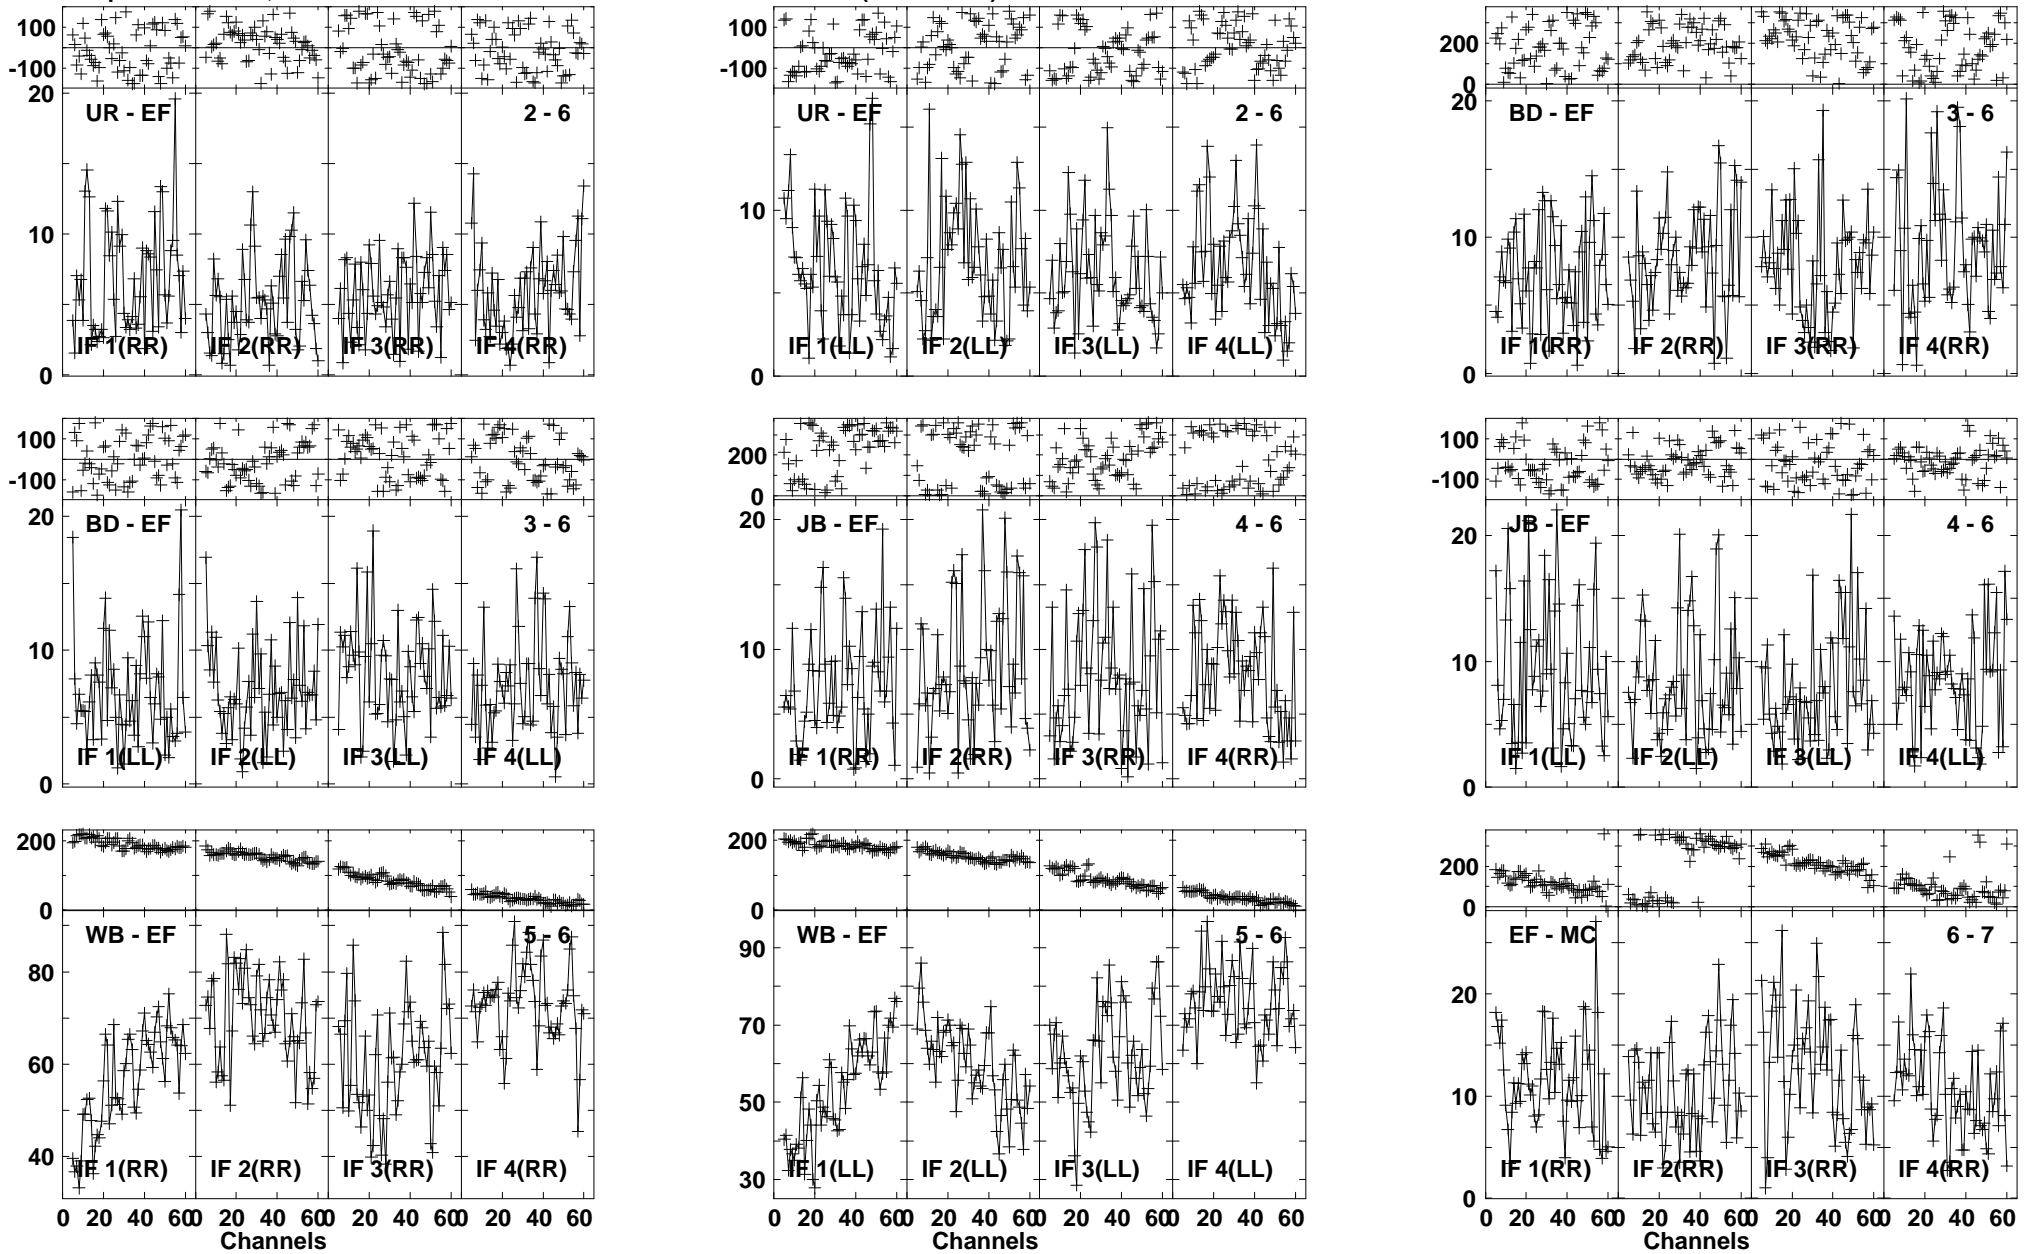 100
-100
20
10
0
UR - EF 2 - 6
IF 1(RR) IF 2(RR) IF 3(RR) IF 4(RR)
100
-100
10
0
UR - EF 2 - 6
IF 1(LL) IF 2(LL) IF 3(LL) IF 4(LL)
200
0
20
10
0
BD - EF 3 - 6
IF 1(RR) IF 2(RR) IF 3(RR) IF 4(RR)
100
-100
20
10
0
BD - EF 3 - 6
IF 1(LL) IF 2(LL) IF 3(LL) IF 4(LL)
200
0
20
10
0
JB - EF 4 - 6
IF 1(RR) IF 2(RR) IF 3(RR) IF 4(RR)
100
-100
20
10
0
JB - EF 4 - 6
IF 1(LL) IF 2(LL) IF 3(LL) IF 4(LL)
200
0
80
60
40
WB - EF 5 - 6
IF 1(RR) IF 2(RR) IF 3(RR) IF 4(RR)
0 20 40 60 0 20 40 60 0 20 40 60 0 20 40 60
Channels
200
0
90
70
50
30
WB - EF 5 - 6
IF 1(LL) IF 2(LL) IF 3(LL) IF 4(LL)
0 20 40 60 0 20 40 60 0 20 40 60 0 20 40 60
Channels
200
0
20
10
0
EF - MC 6 - 7
IF 1(RR) IF 2(RR) IF 3(RR) IF 4(RR)
0 20 40 60 0 20 40 60 0 20 40 60 0 20 40 60
Channels